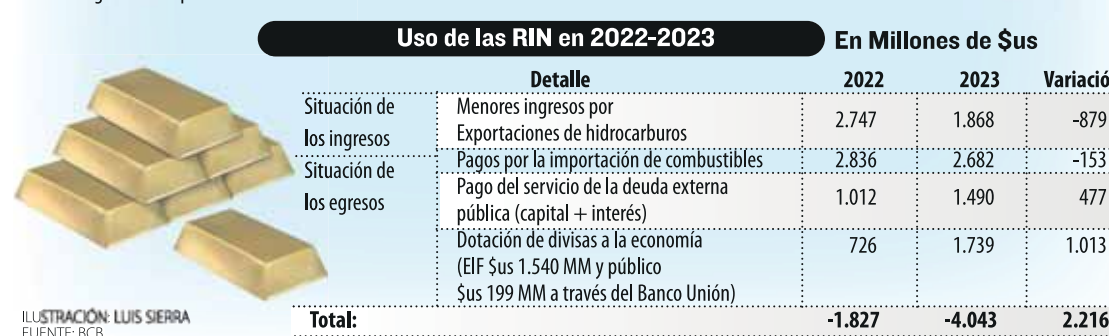 Uso de las RIN en 2022-2023 En Millones de $us
Detalle 2022 2023 Variació
Situación de los ingresos
Menores ingresos por
Exportaciones de hidrocarburos 2.747 1.868 -879
Situación de los egresos
Pagos por la importación de combustibles 2.836 2.682 -153
Pago del servicio de la deuda externa
pública (capital + interés) 1.012 1.490 477
Dotación de divisas a la economía 726 1.739 1.013
(EIF $us 1.540 MM y público
$us 199 MM a través del Banco Unión)
Total: -1.827 -4.043 2.216
ILUSTRACIÓN: LUIS SIERRA
FUENTE: BCB